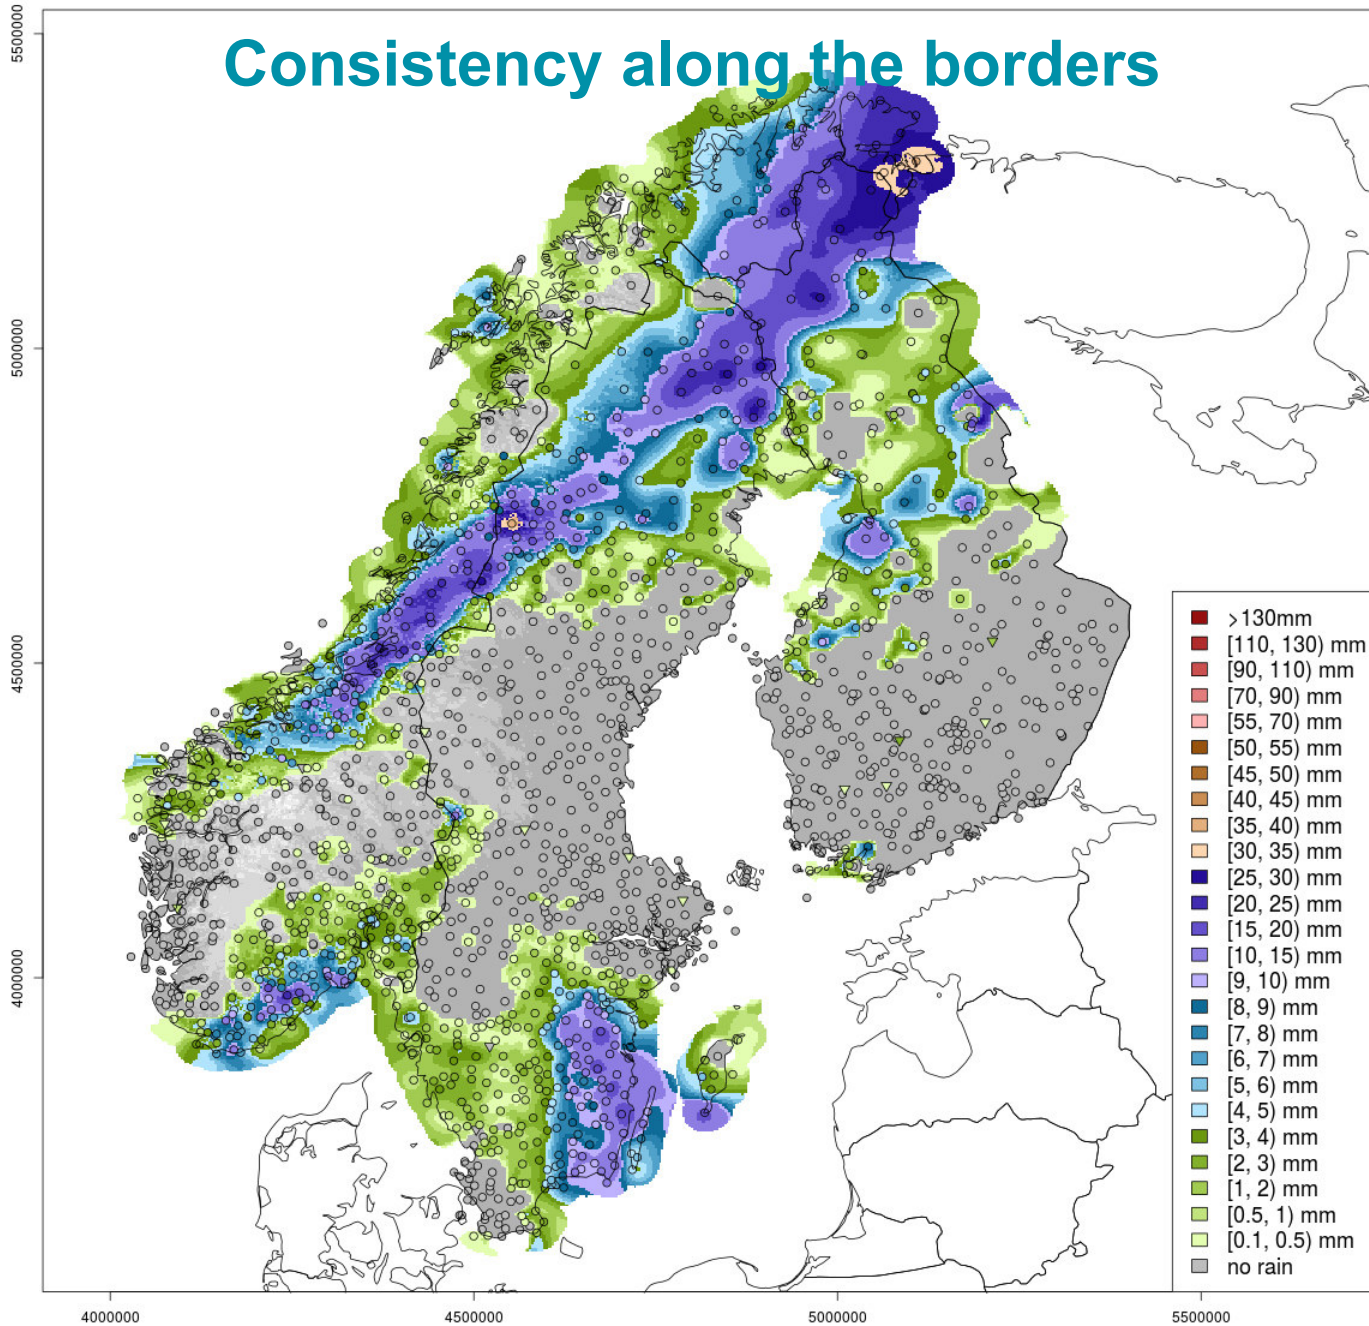 Consistency along the borders
5500000
5000000
4500000
4000000
>130mm
[110, 130) mm
[90, 110) mm
[70, 90) mm
[55, 70) mm
[50, 55) mm
[45, 50) mm
[40, 45) mm
[35, 40) mm
[30, 35) mm
[25, 30) mm
[20, 25) mm
[15, 20) mm
[10, 15) mm
[9, 10) mm
[8, 9) mm
[7, 8) mm
[6, 7) mm
[5, 6) mm
[4, 5) mm
[3, 4) mm
[2, 3) mm
[1, 2) mm
[0.5, 1) mm
[0.1, 0.5) mm
no rain
4000000 4500000 5000000 5500000